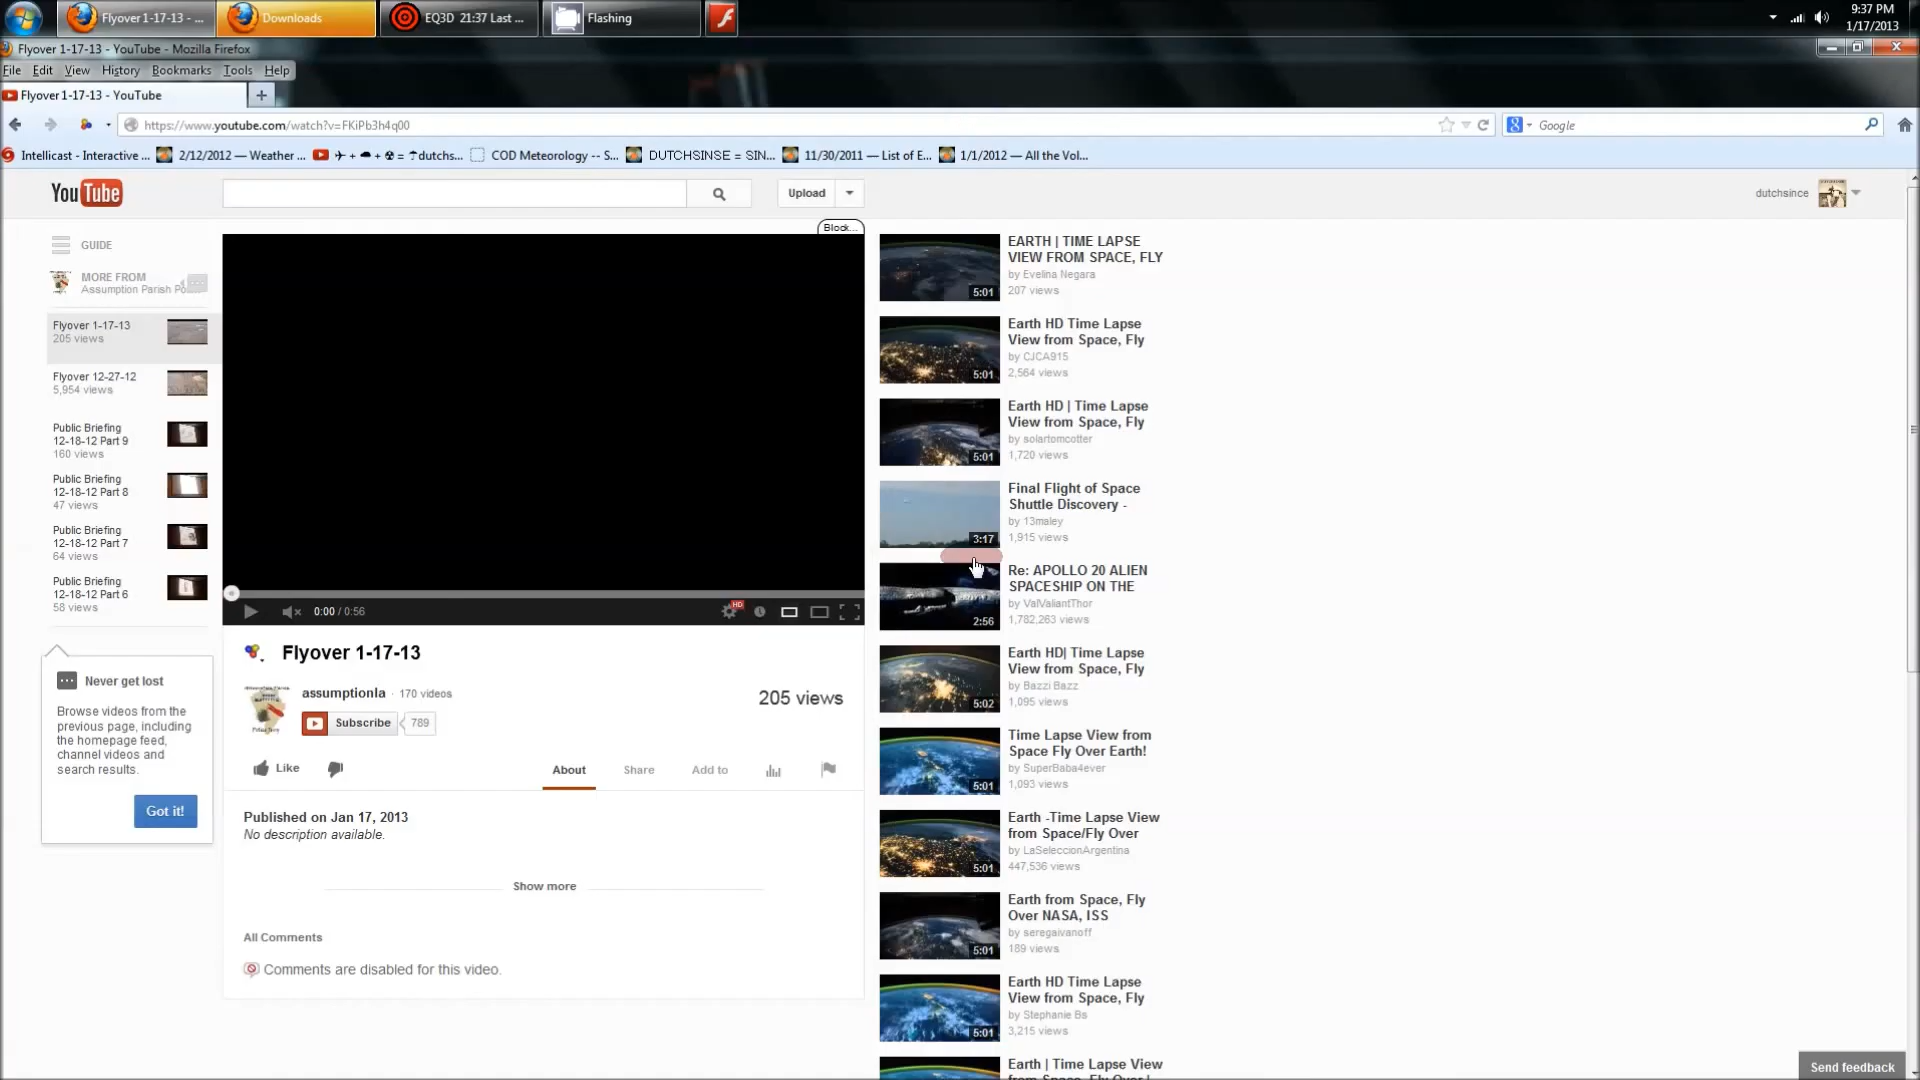 Flyover 1-17-13 - ...
Downloads
EQ3D 21:37 Last ...
Flashing
9:37 PM
1/17/2013
Flyover 1-17-13 - YouTube - Mozilla Firefox
File Edit View History Bookmarks Tools Help
Flyover 1-17-13 - YouTube
https://www.youtube.com/watch?v=FKiPb3h4q00
Google
Intellicast - Interactive ...
2/12/2012 — Weather ...
dutchs...
COD Meteorology -- S...
DUTCHSINSE = SIN...
11/30/2011 — List of E...
1/1/2012 — All the Vol...
YouTube
Upload
dutchsince
GUIDE
MORE FROM
Assumption Parish Po
Flyover 1-17-13
205 views
Flyover 12-27-12
5,954 views
Public Briefing
12-18-12 Part 9
160 views
Public Briefing
12-18-12 Part 8
47 views
Public Briefing
12-18-12 Part 7
64 views
Public Briefing
12-18-12 Part 6
58 views
Never get lost
Browse videos from the
previous page, including
the homepage feed,
channel videos and
search results.
Got it!
Block...
0:00 / 0:56
HD
Flyover 1-17-13
assumptionla · 170 videos
Subscribe 789
205 views
Like
About Share Add to
Published on Jan 17, 2013
No description available.
Show more
All Comments
Comments are disabled for this video.
5:01
EARTH | TIME LAPSE
VIEW FROM SPACE, FLY
by Evelina Negara
207 views
5:01
Earth HD Time Lapse
View from Space, Fly
by CJCA915
2,564 views
5:01
Earth HD | Time Lapse
View from Space, Fly
by solartomcotter
1,720 views
3:17
Final Flight of Space
Shuttle Discovery -
by 13maley
1,915 views
2:56
Re: APOLLO 20 ALIEN
SPACESHIP ON THE
by ValValiantThor
1,782,263 views
5:02
Earth HD| Time Lapse
View from Space, Fly
by Bazzi Bazz
1,095 views
5:01
Time Lapse View from
Space Fly Over Earth!
by SuperBaba4ever
1,093 views
5:01
Earth -Time Lapse View
from Space/Fly Over
by LaSeleccionArgentina
447,536 views
5:01
Earth from Space, Fly
Over NASA, ISS
by seregaivanoff
189 views
5:01
Earth HD Time Lapse
View from Space, Fly
by Stephanie Bs
3,215 views
Earth | Time Lapse View
from Space, Fly Over |
Send feedback